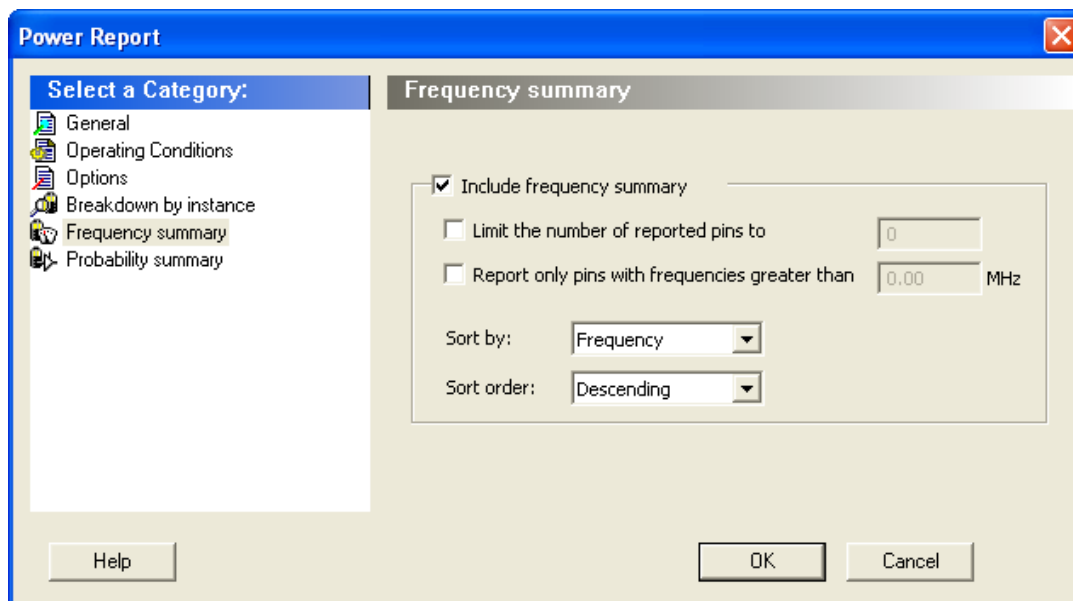 Power Report
Select a Category:
General
Operating Conditions
Options
Breakdown by instance
Frequency summary
Probability summary
Frequency summary
Include frequency summary
Limit the number of reported pins to 0
Report only pins with frequencies greater than 0.00 MHz
Sort by: Frequency
Sort order: Descending
Help
OK
Cancel